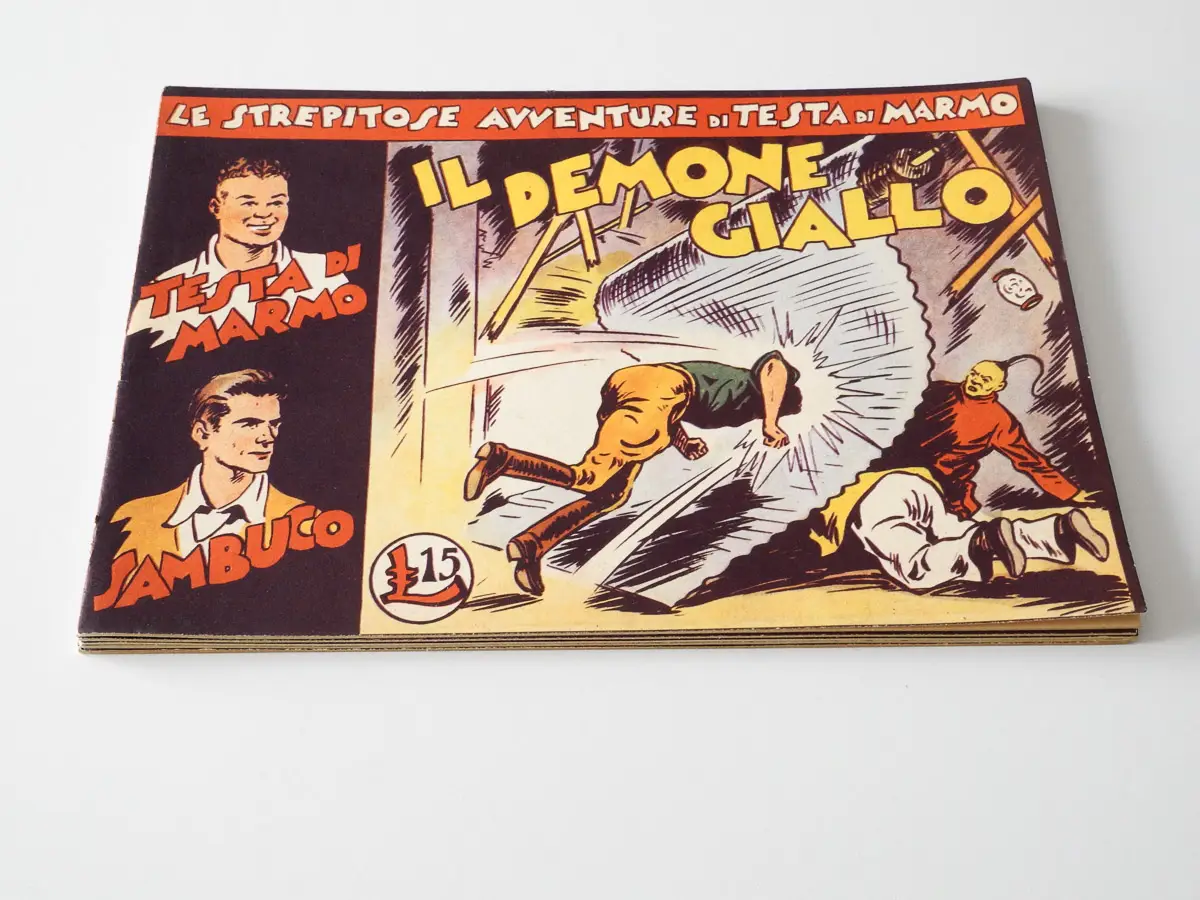 LE STREPITOSE AVVENTURE DI TESTA DI MARMO
IL DEMONE
GIALLO
TESTA DI
MARMO
SAMBUCO
£ 15